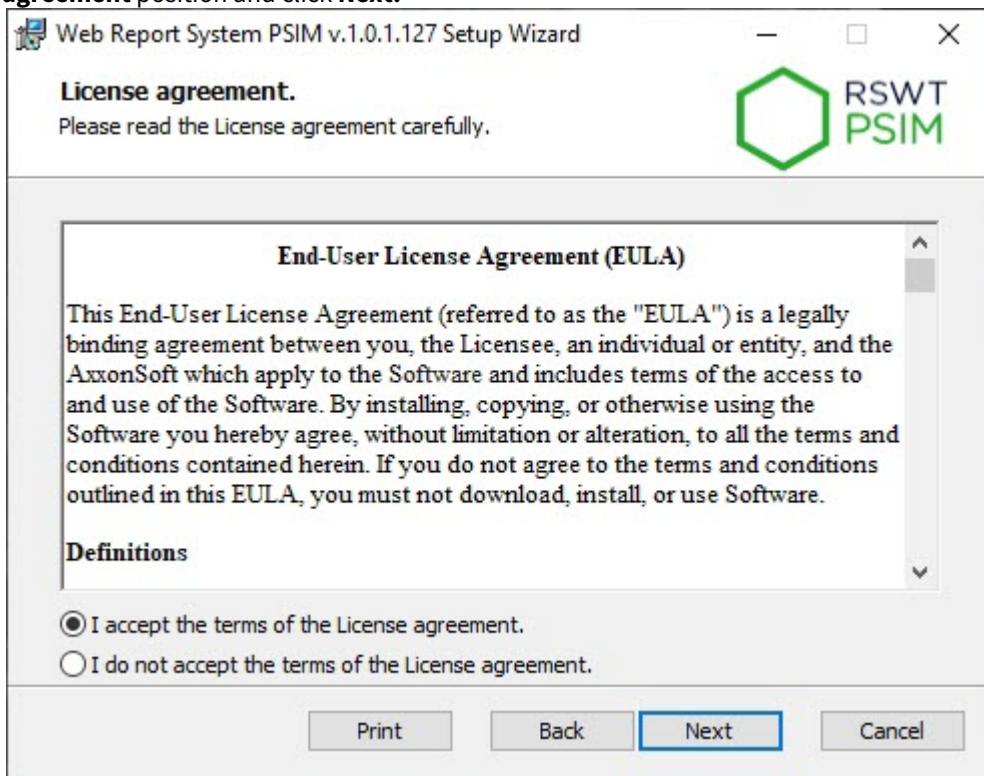 agreement position and click Next.
Web Report System PSIM v.1.0.1.127 Setup Wizard
License agreement.
Please read the License agreement carefully.
RSWT
PSIM
End-User License Agreement (EULA)
This End-User License Agreement (referred to as the "EULA") is a legally
binding agreement between you, the Licensee, an individual or entity, and the
AxxonSoft which apply to the Software and includes terms of the access to
and use of the Software. By installing, copying, or otherwise using the
Software you hereby agree, without limitation or alteration, to all the terms and
conditions contained herein. If you do not agree to the terms and conditions
outlined in this EULA, you must not download, install, or use Software.
Definitions
I accept the terms of the License agreement.
I do not accept the terms of the License agreement.
Print Back Next Cancel